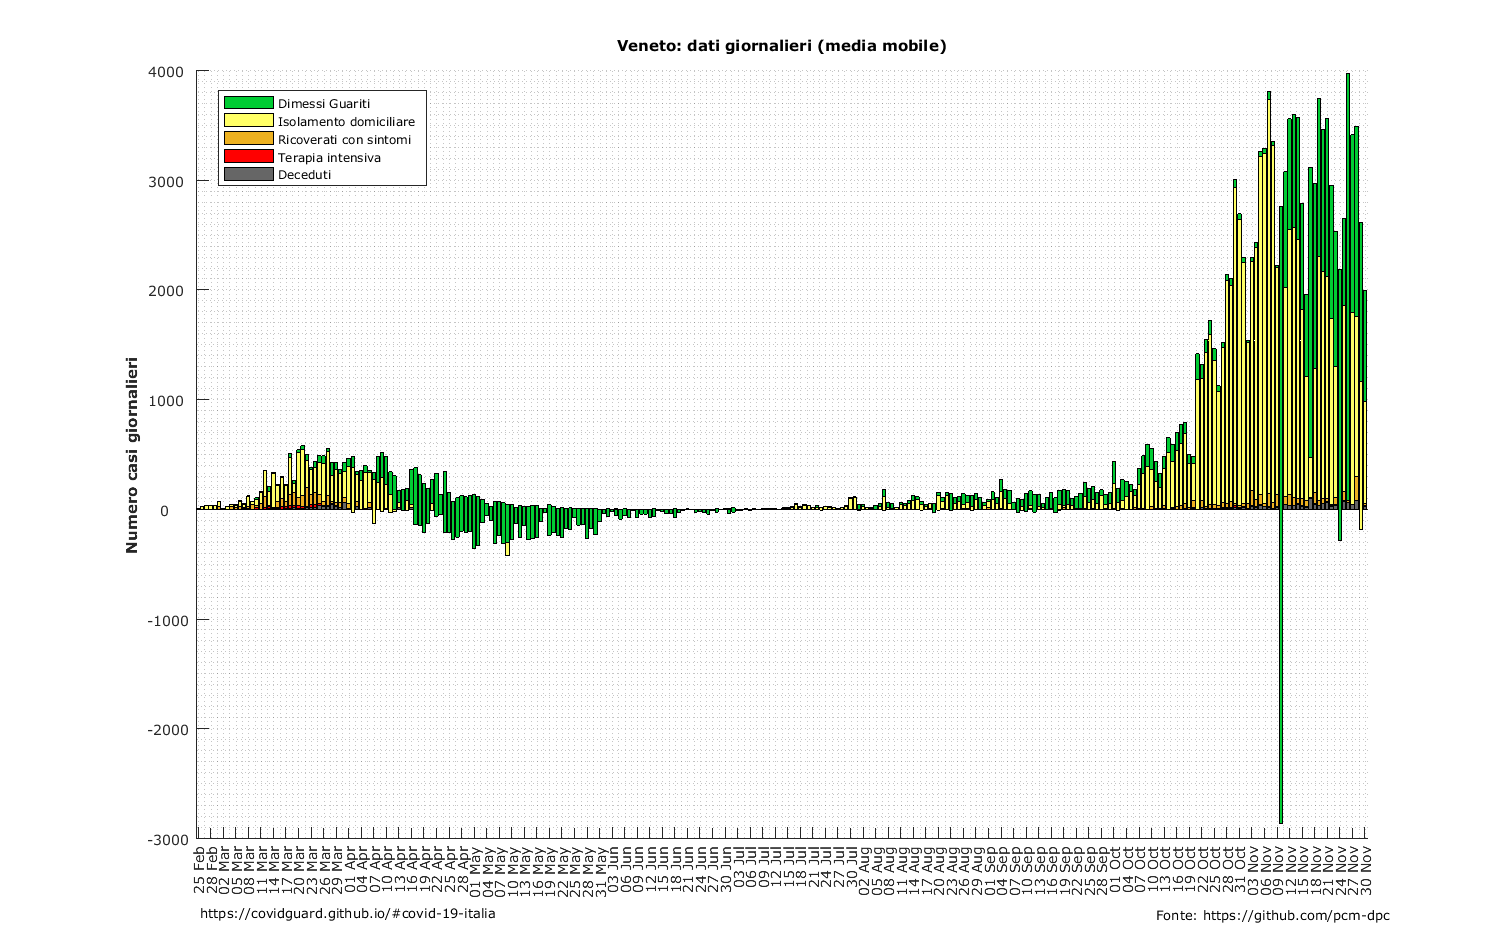 Veneto: dati giornalieri (media mobile)
4000
3000
2000
1000
0
-1000
-2000
-3000
Numero casi giornalieri
Dimessi Guariti
Isolamento domiciliare
Ricoverati con sintomi
Terapia intensiva
Deceduti
25 Feb
28 Feb
02 Mar
05 Mar
08 Mar
11 Mar
14 Mar
17 Mar
20 Mar
23 Mar
26 Mar
29 Mar
01 Apr
04 Apr
07 Apr
10 Apr
13 Apr
16 Apr
19 Apr
22 Apr
25 Apr
28 Apr
01 May
04 May
07 May
10 May
13 May
16 May
19 May
22 May
25 May
28 May
31 May
03 Jun
06 Jun
09 Jun
12 Jun
15 Jun
18 Jun
21 Jun
24 Jun
27 Jun
30 Jun
03 Jul
06 Jul
09 Jul
12 Jul
15 Jul
18 Jul
21 Jul
24 Jul
27 Jul
30 Jul
02 Aug
05 Aug
08 Aug
11 Aug
14 Aug
17 Aug
20 Aug
23 Aug
26 Aug
29 Aug
01 Sep
04 Sep
07 Sep
10 Sep
13 Sep
16 Sep
19 Sep
22 Sep
25 Sep
28 Sep
01 Oct
04 Oct
07 Oct
10 Oct
13 Oct
16 Oct
19 Oct
22 Oct
25 Oct
28 Oct
31 Oct
03 Nov
06 Nov
09 Nov
12 Nov
15 Nov
18 Nov
21 Nov
24 Nov
27 Nov
30 Nov
https://covidguard.github.io/#covid-19-italia
Fonte: https://github.com/pcm-dpc